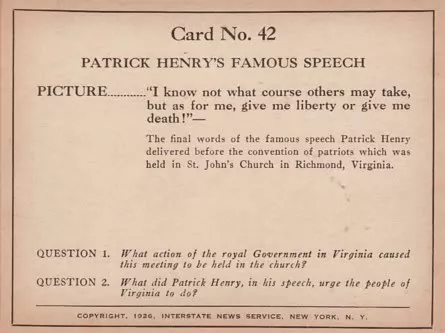 Card No. 42
PATRICK HENRY'S FAMOUS SPEECH
PICTURE............"I know not what course others may take,
but as for me, give me liberty or give me
death!"—
The final words of the famous speech Patrick Henry
delivered before the convention of patriots which was
held in St. John's Church in Richmond, Virginia.
QUESTION 1. What action of the royal Government in Virginia caused
this meeting to be held in the church?
QUESTION 2. What did Patrick Henry, in his speech, urge the people of
Virginia to do?
COPYRIGHT, 1926, INTERSTATE NEWS SERVICE, NEW YORK, N. Y.